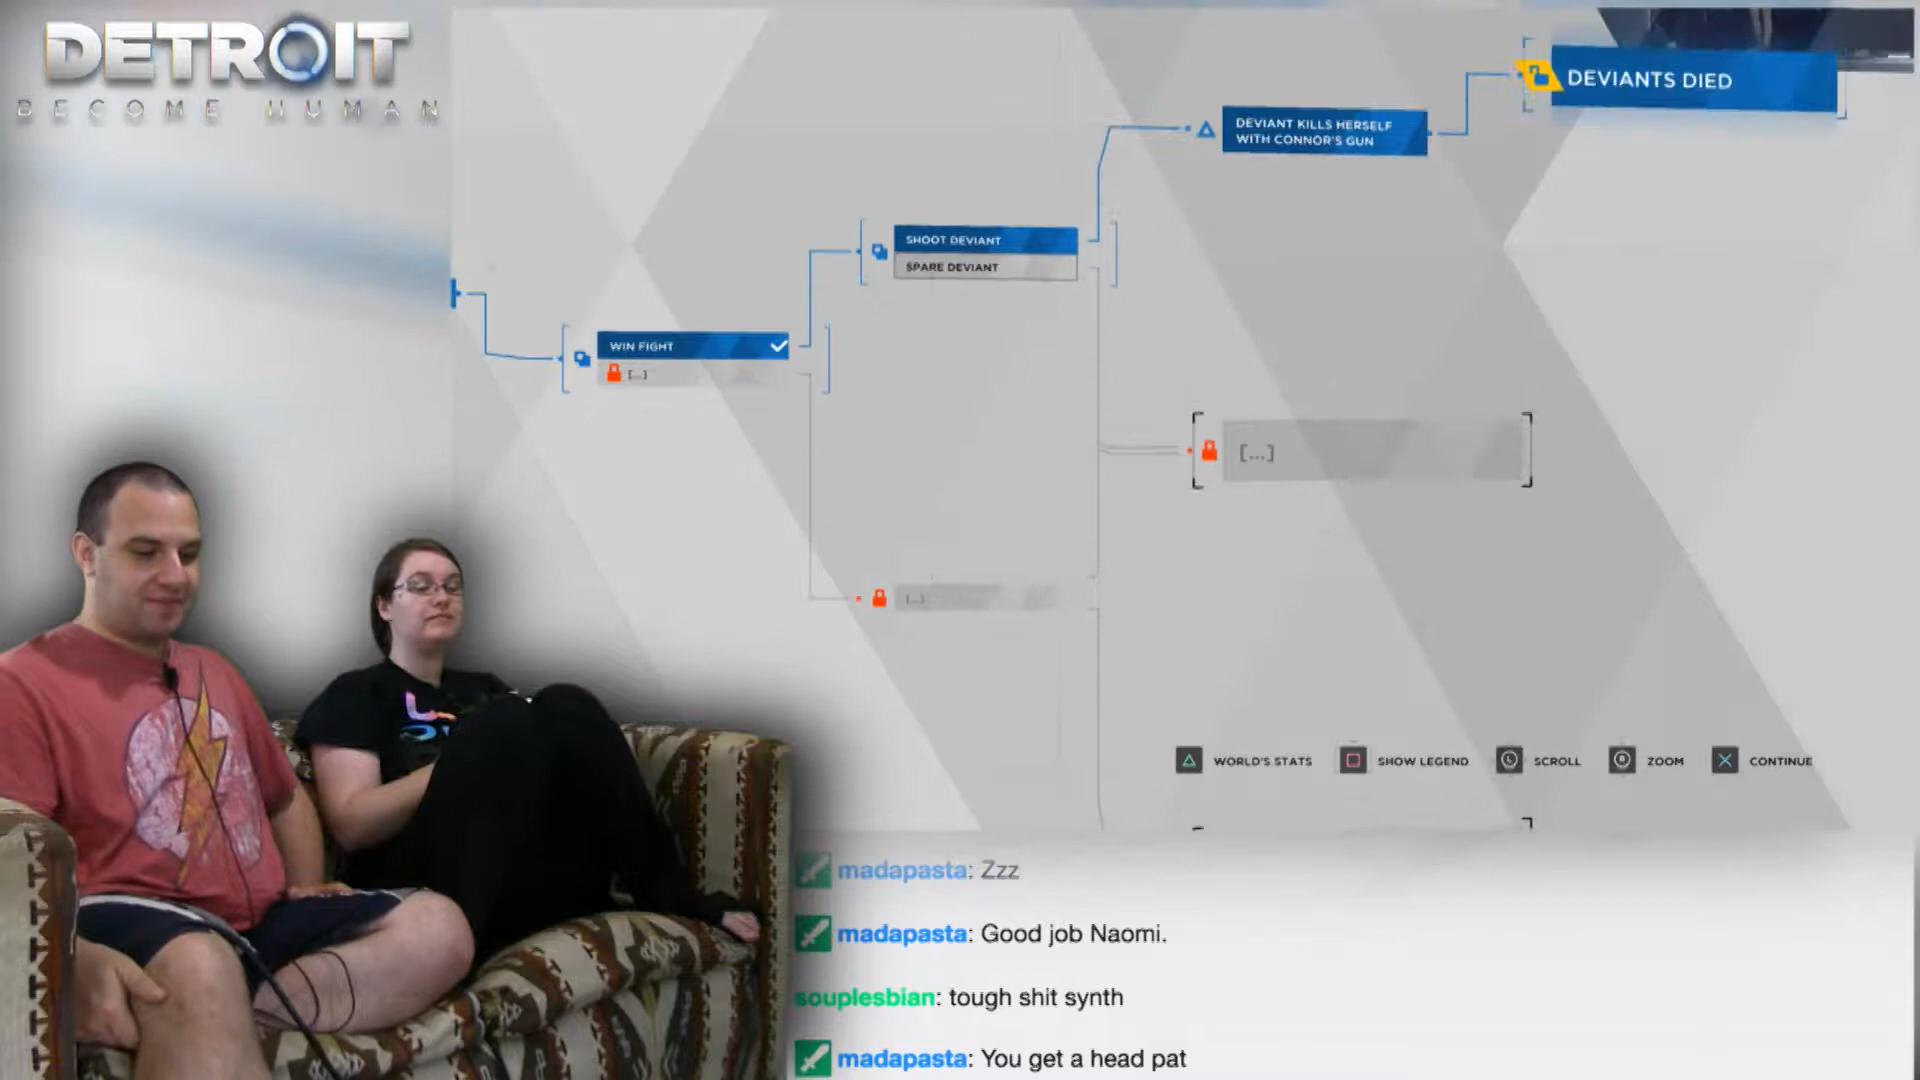 DETROIT
BECOME HUMAN
DEVIANTS DIED
DEVIANT KILLS HERSELF
WITH CONNOR'S GUN
SHOOT DEVIANT
SPARE DEVIANT
WIN FIGHT
[...]
[...]
[...]
WORLD'S STATS
SHOW LEGEND
SCROLL
ZOOM
CONTINUE
madapasta: Zzz
madapasta: Good job Naomi.
souplesbian: tough shit synth
madapasta: You get a head pat